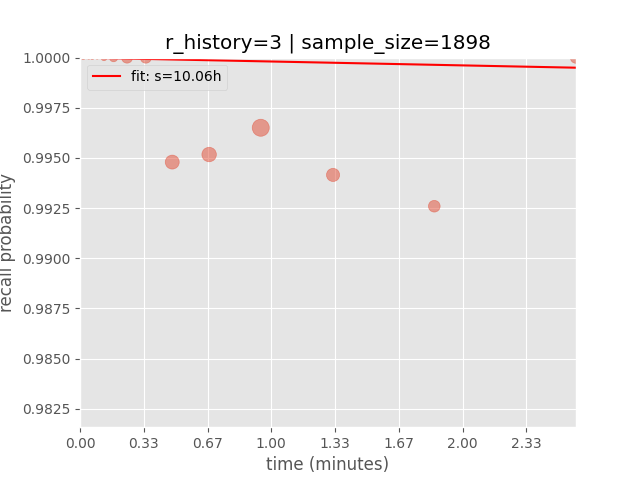 r_history=3 | sample_size=1898
fit: s=10.06h
1.0000
0.9975
0.9950
0.9925
0.9900
0.9875
0.9850
0.9825
recall probability
0.00 0.33 0.67 1.00 1.33 1.67 2.00 2.33
time (minutes)